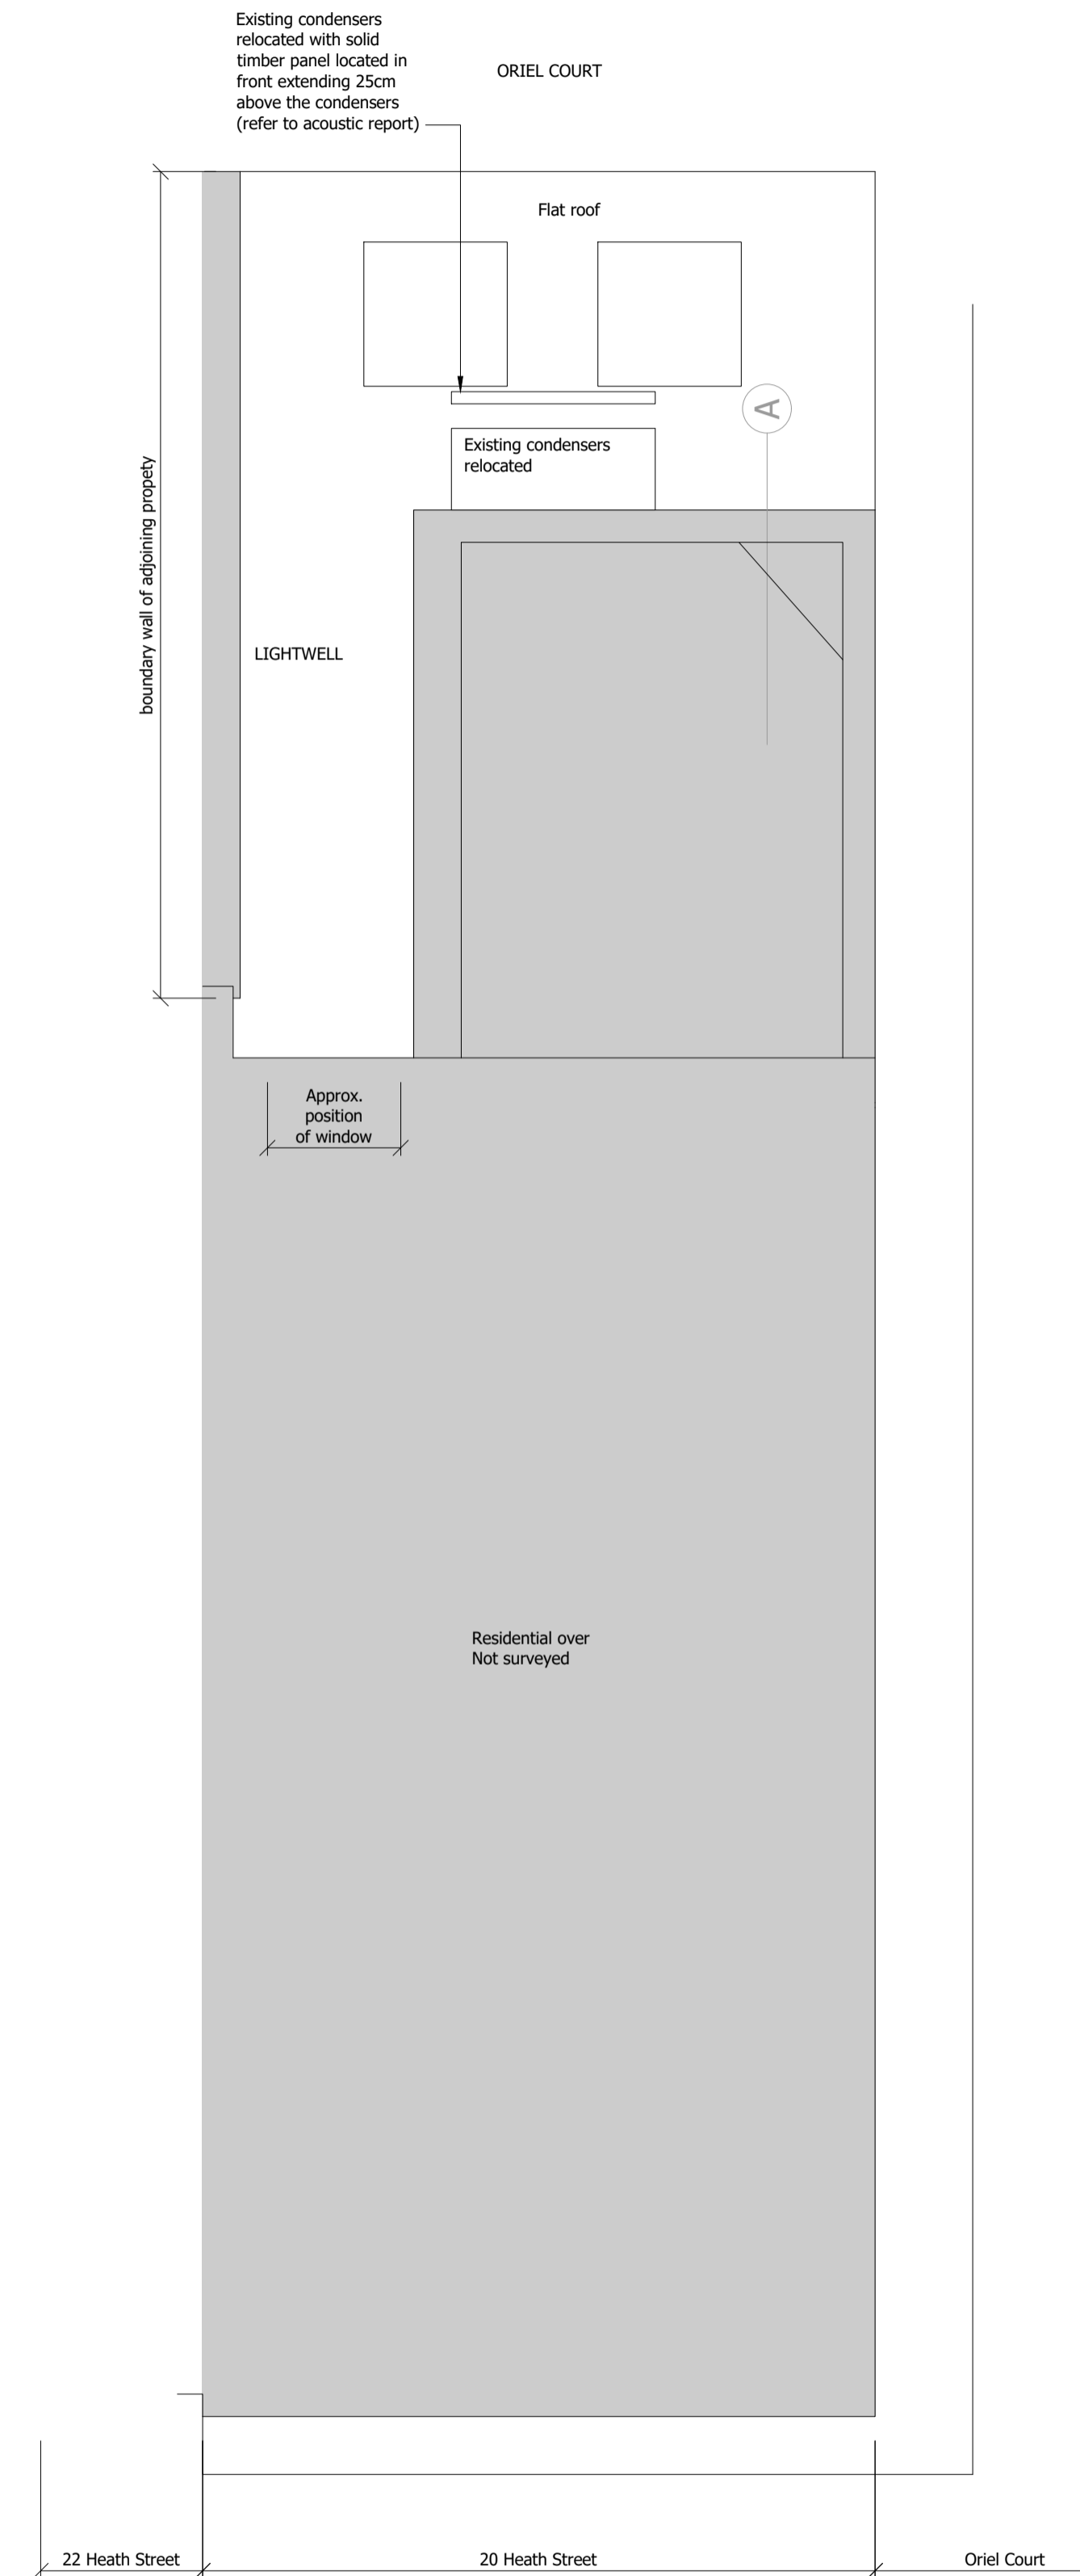 Existing condensers
relocated with solid
timber panel located in
front extending 25cm
above the condensers
(refer to acoustic report)
ORIEL COURT
Flat roof
A
Existing condensers
relocated
boundary wall of adjoining propety
LIGHTWELL
Approx.
position
of window
Residential over
Not surveyed
22 Heath Street
20 Heath Street
Oriel Court